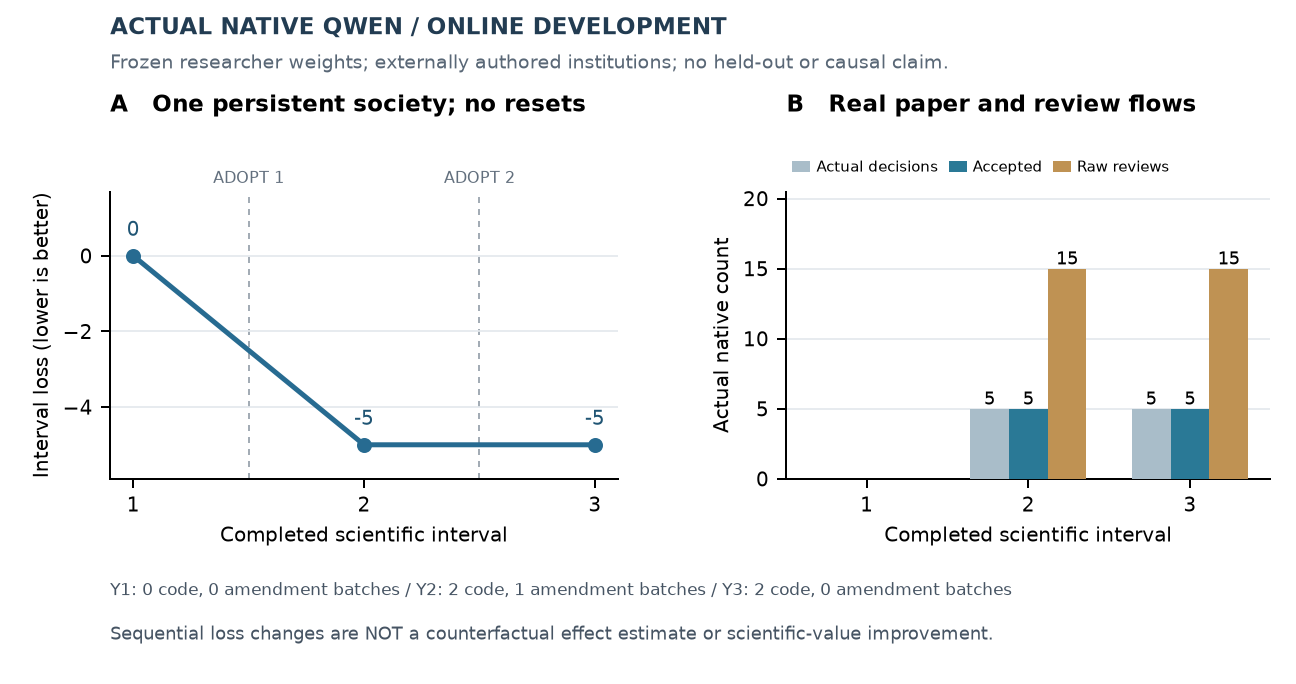 ACTUAL NATIVE QWEN / ONLINE DEVELOPMENT
Frozen researcher weights; externally authored institutions; no held-out or causal claim.
A One persistent society; no resets
ADOPT 1 ADOPT 2
Interval loss (lower is better)
0
−2
−4
0
-5
-5
1 2 3
Completed scientific interval
B Real paper and review flows
Actual decisions Accepted Raw reviews
Actual native count
20
15
10
5
0
5 5 15
5 5 15
1 2 3
Completed scientific interval
Y1: 0 code, 0 amendment batches / Y2: 2 code, 1 amendment batches / Y3: 2 code, 0 amendment batches
Sequential loss changes are NOT a counterfactual effect estimate or scientific-value improvement.